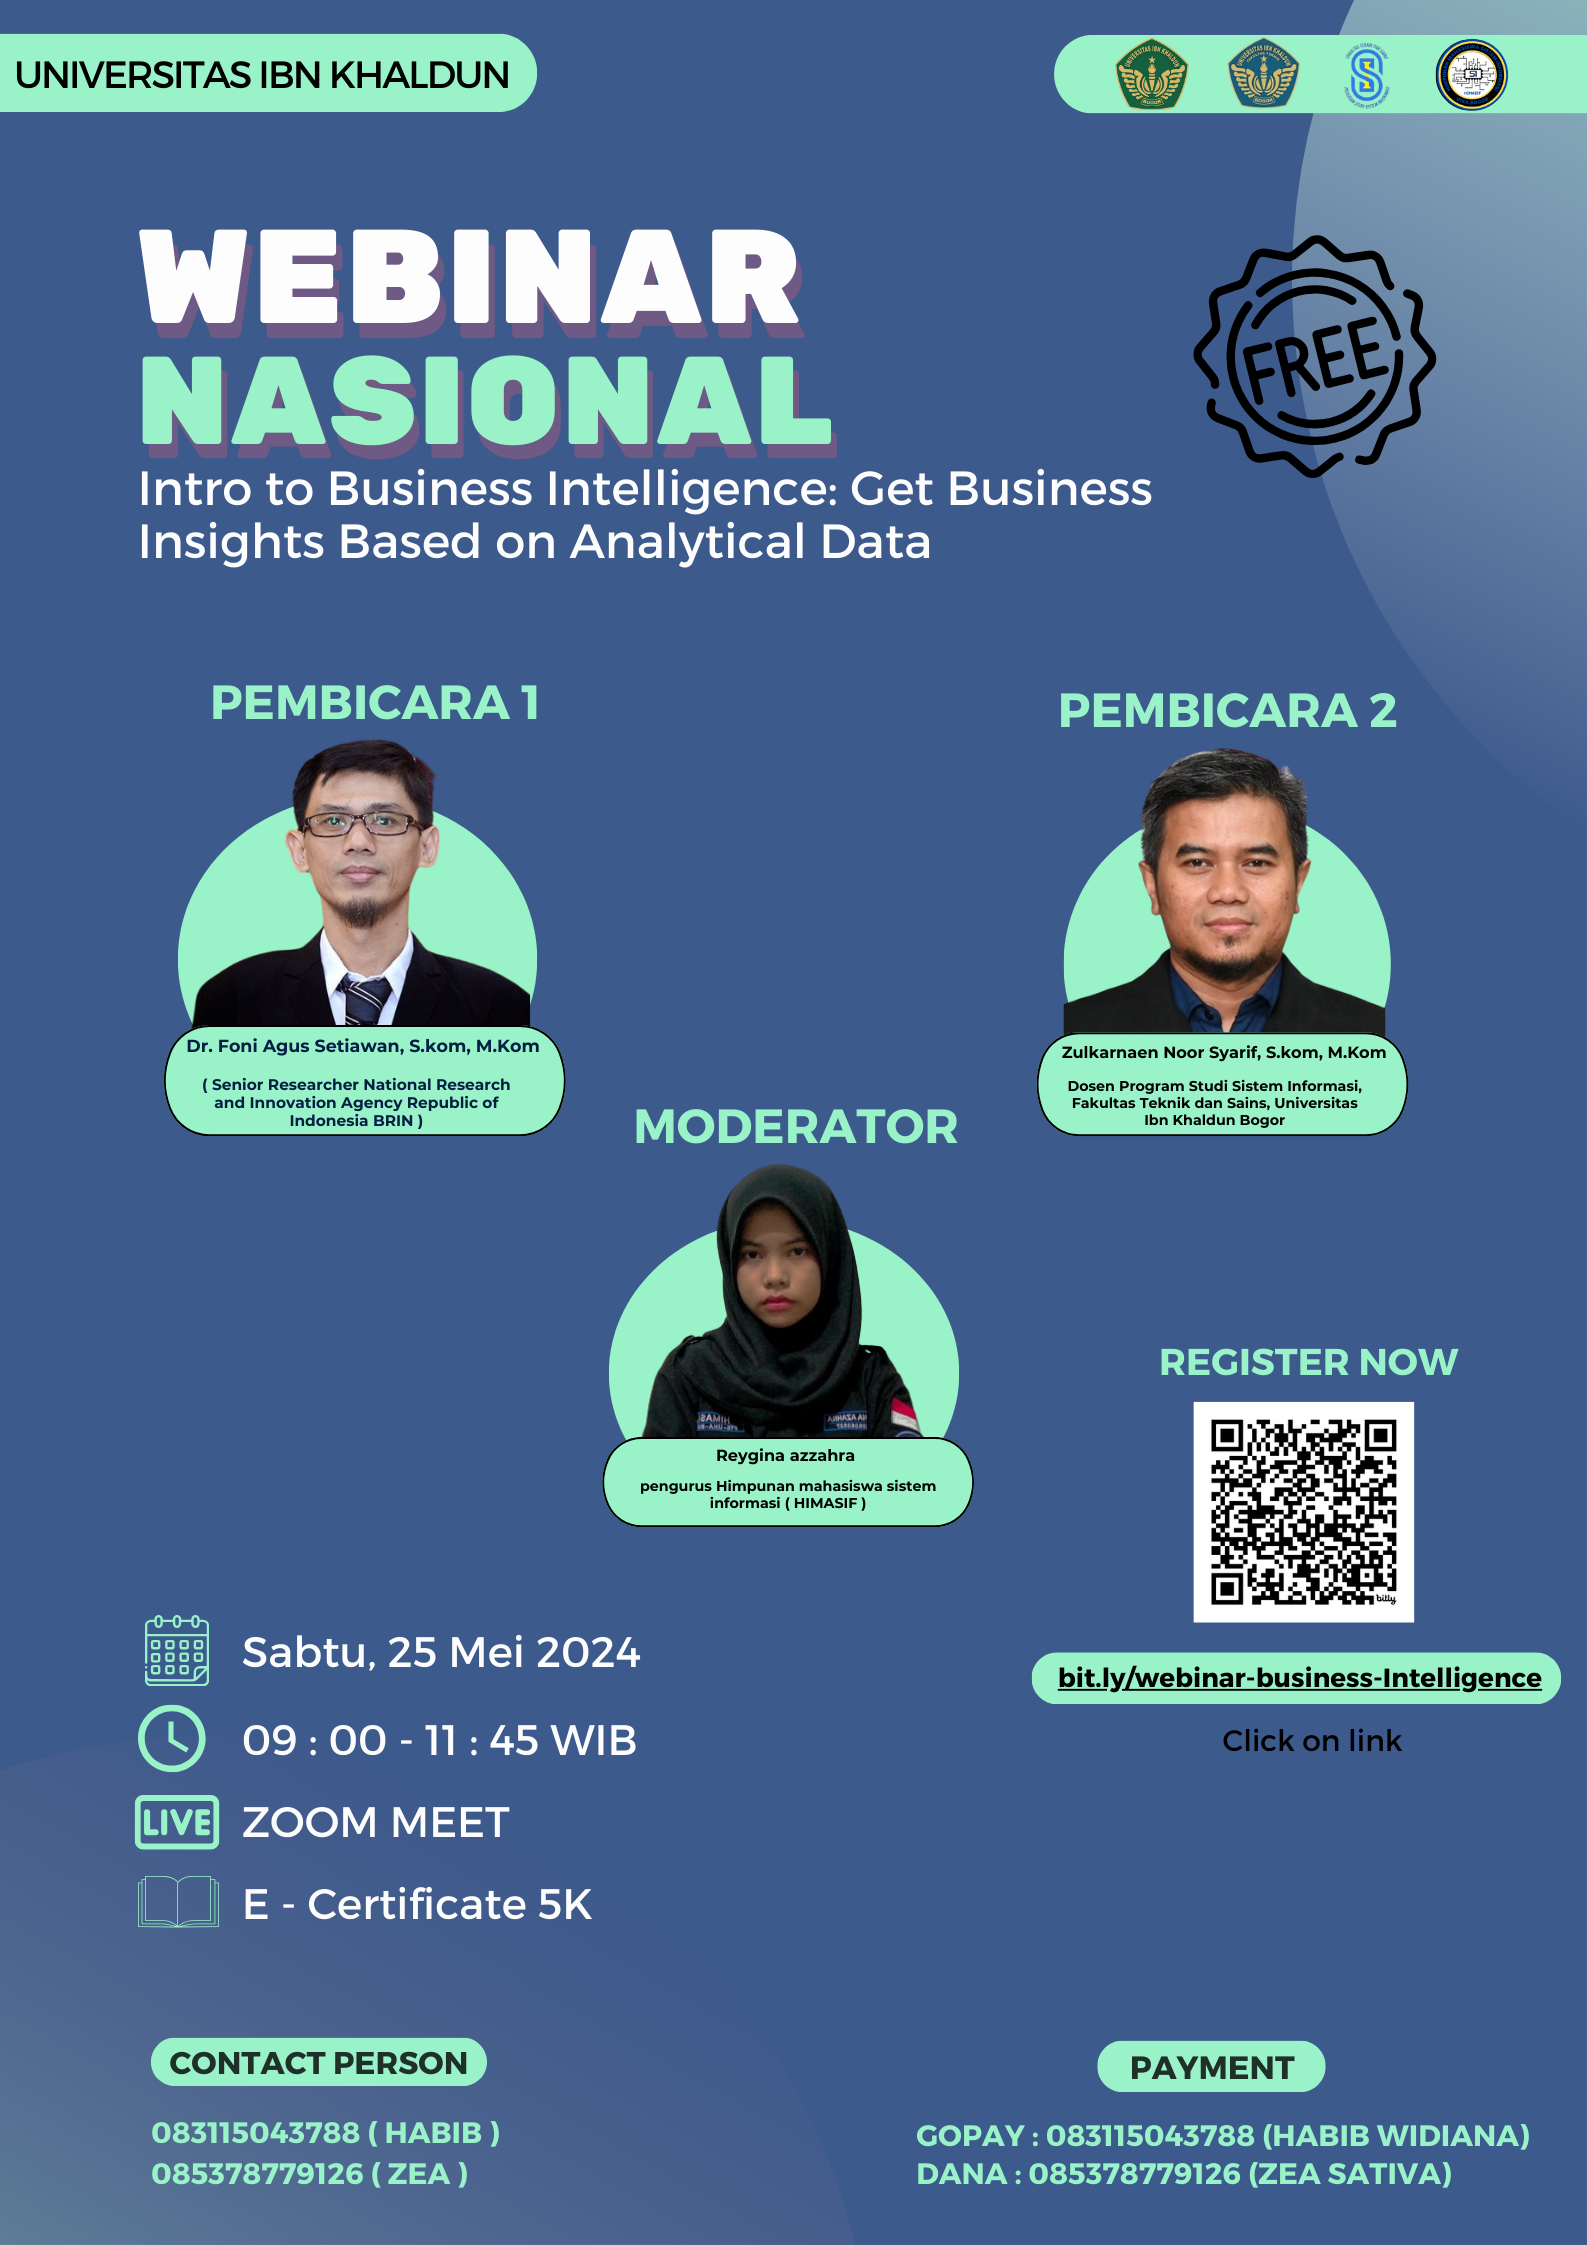 UNIVERSITAS IBN KHALDUN
WEBINAR
NASIONAL
Intro to Business Intelligence: Get Business
Insights Based on Analytical Data
FREE
PEMBICARA 1
Dr. Foni Agus Setiawan, S.kom, M.Kom
( Senior Researcher National Research
and Innovation Agency Republic of
Indonesia BRIN )
PEMBICARA 2
Zulkarnaen Noor Syarif, S.kom, M.Kom
Dosen Program Studi Sistem Informasi,
Fakultas Teknik dan Sains, Universitas
Ibn Khaldun Bogor
MODERATOR
Reygina azzahra
pengurus Himpunan mahasiswa sistem
informasi ( HIMASIF )
REGISTER NOW
bitly
bit.ly/webinar-business-Intelligence
Click on link
Sabtu, 25 Mei 2024
09 : 00 - 11 : 45 WIB
LIVE
ZOOM MEET
E - Certificate 5K
CONTACT PERSON
083115043788 ( HABIB )
085378779126 ( ZEA )
PAYMENT
GOPAY : 083115043788 (HABIB WIDIANA)
DANA : 085378779126 (ZEA SATIVA)